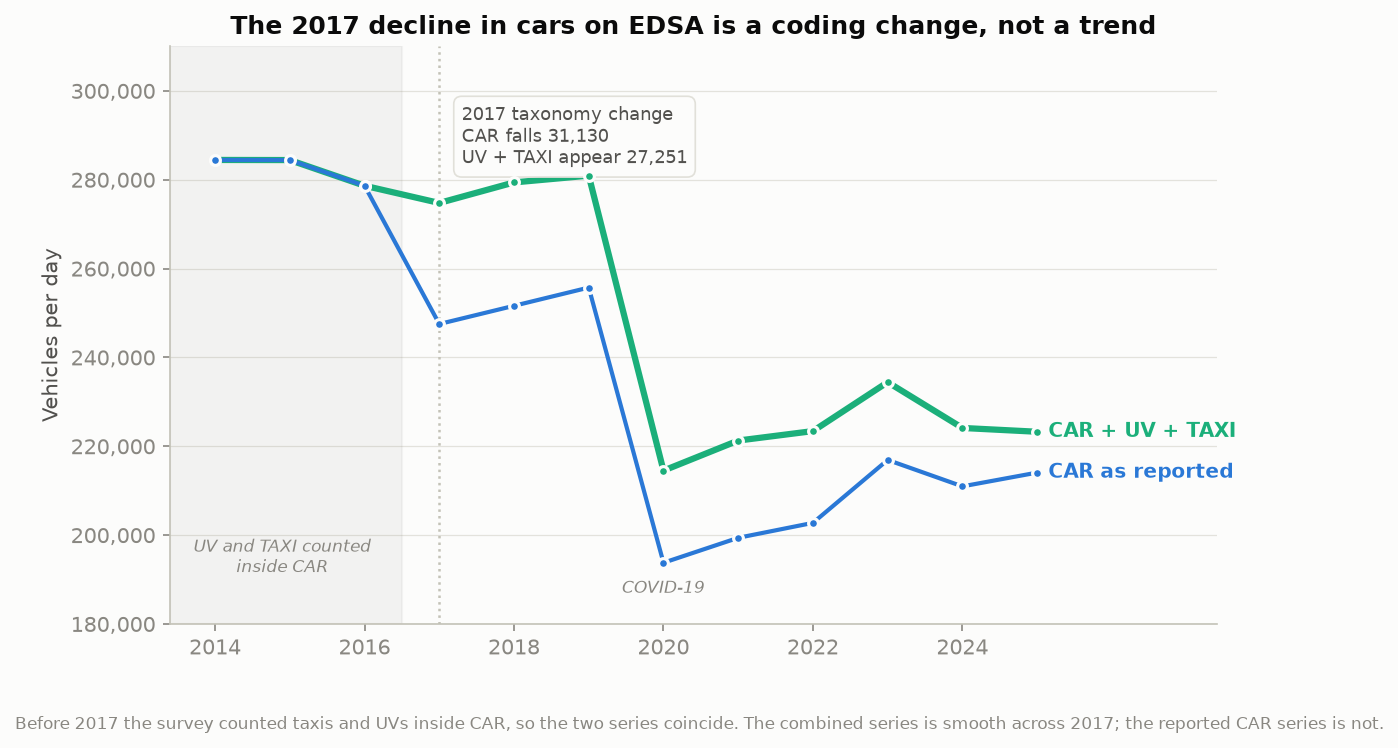 The 2017 decline in cars on EDSA is a coding change, not a trend
300,000
280,000
260,000
240,000
220,000
200,000
180,000
Vehicles per day
2017 taxonomy change
CAR falls 31,130
UV + TAXI appear 27,251
CAR + UV + TAXI
CAR as reported
UV and TAXI counted
inside CAR
COVID-19
2014
2016
2018
2020
2022
2024
Before 2017 the survey counted taxis and UVs inside CAR, so the two series coincide. The combined series is smooth across 2017; the reported CAR series is not.